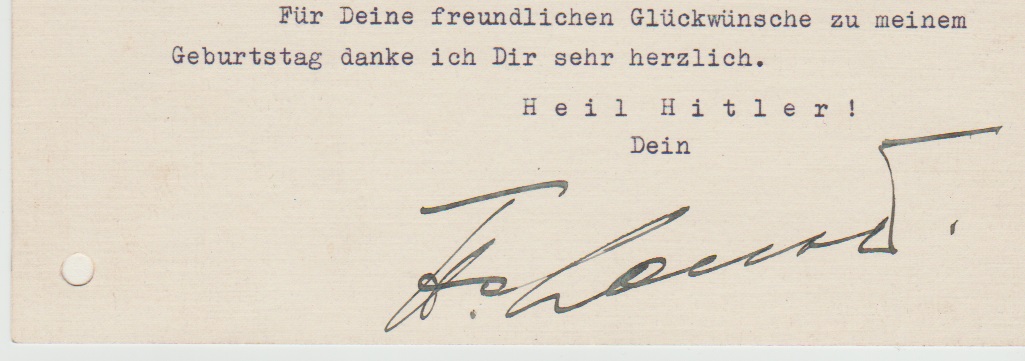 Für Deine freundlichen Glückwünsche zu meinem
Geburtstag danke ich Dir sehr herzlich.
Heil Hitler!
Dein